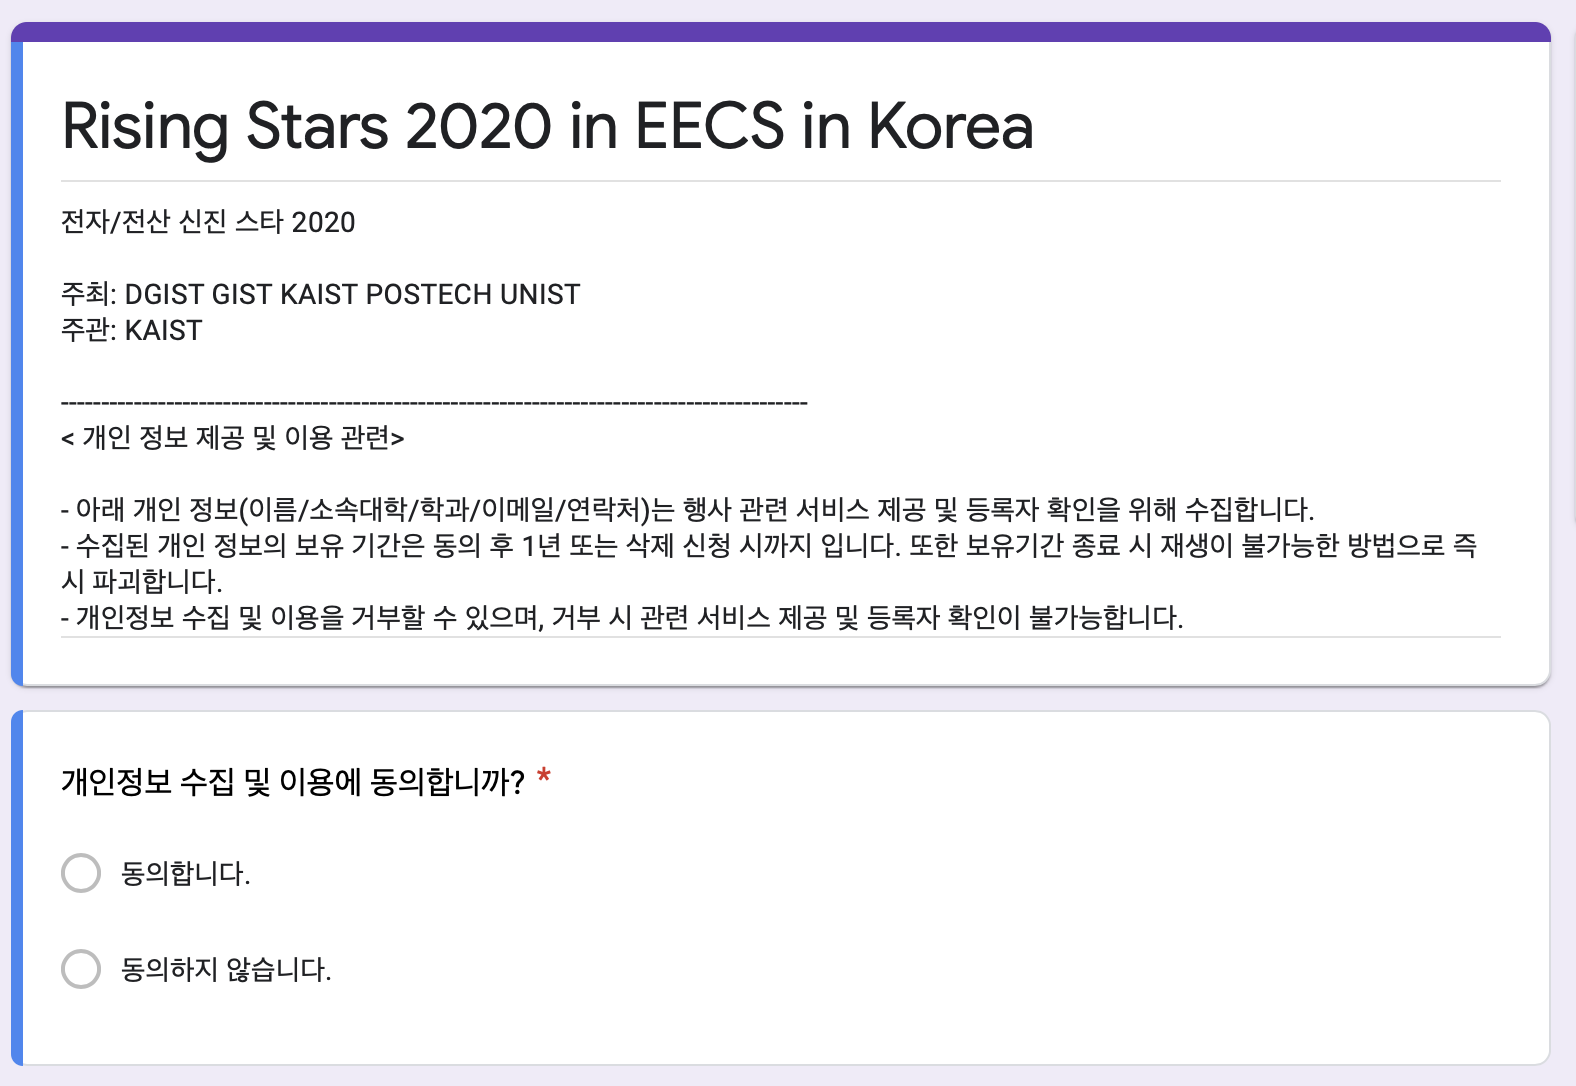 Rising Stars 2020 in EECS in Korea
전자/전산 신진 스타 2020
주최: DGIST GIST KAIST POSTECH UNIST
주관: KAIST
--------------------------------------------------------------------------------------------
< 개인 정보 제공 및 이용 관련>
- 아래 개인 정보(이름/소속대학/학과/이메일/연락처)는 행사 관련 서비스 제공 및 등록자 확인을 위해 수집합니다.
- 수집된 개인 정보의 보유 기간은 동의 후 1년 또는 삭제 신청 시까지 입니다. 또한 보유기간 종료 시 재생이 불가능한 방법으로 즉
시 파괴합니다.
- 개인정보 수집 및 이용을 거부할 수 있으며, 거부 시 관련 서비스 제공 및 등록자 확인이 불가능합니다.
개인정보 수집 및 이용에 동의합니까? *
동의합니다.
동의하지 않습니다.